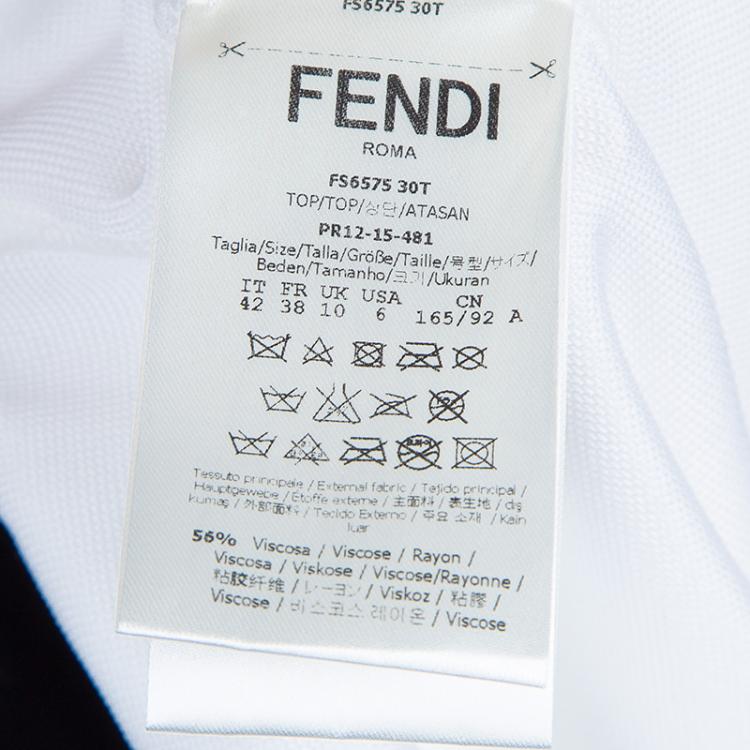 FS6575 30T
FENDI
ROMA
FS6575 30T
TOP/TOP/상단/ATASAN
PR12-15-481
Taglia/Size/Talla/Größe/Taille/号型/サイズ/
Beden/Tamanho/크기/Ukuran
IT FR UK USA CN
42 38 10 6 165/92 A
Tessuto principale / External fabric / Tejido principal /
Hauptgewebe / Etoffe externe / 主面料 / 表生地 / dış
kumaş / 外部面料 / Tecido Externo / 주요 소재 / Kain
luar
56% Viscosa / Viscose / Rayon /
Viscosa / Viskose / Viscose/Rayonne /
粘胶纤维 / レーヨン / Viskoz / 粘膠 /
Viscose / 비스코스 레이온 / Viscose